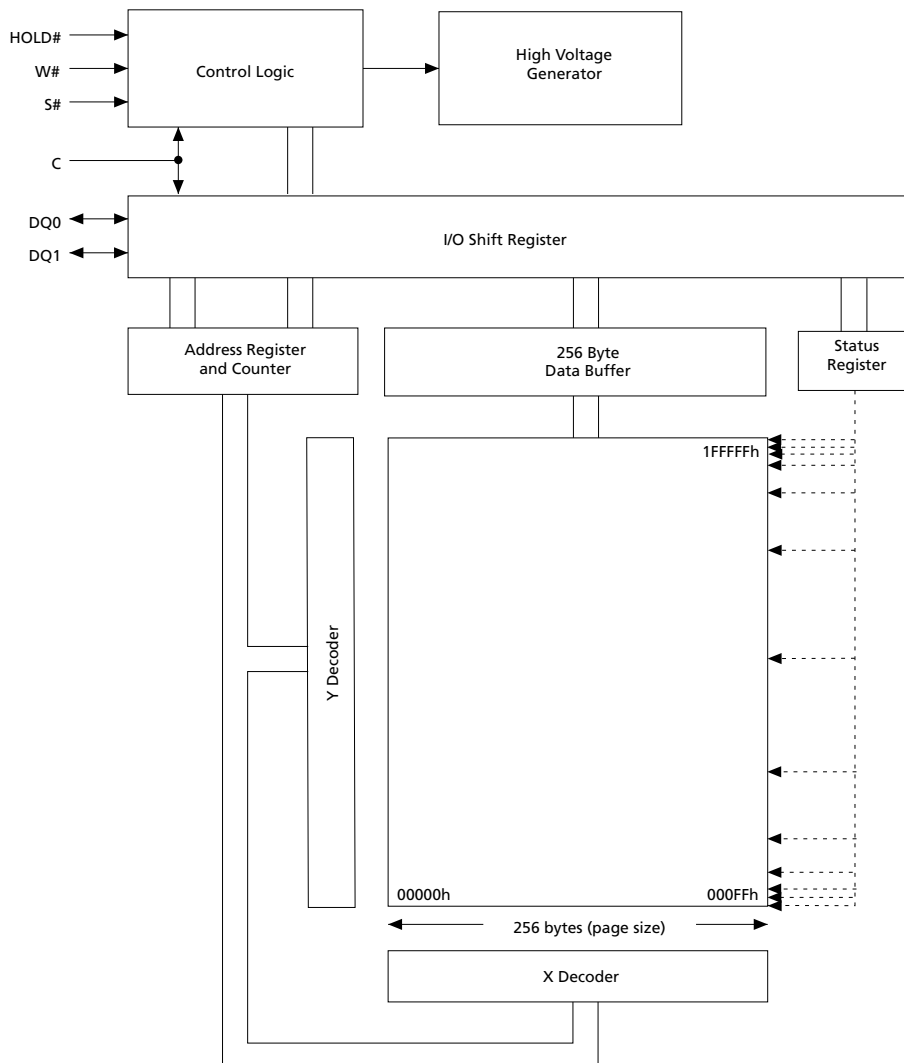 HOLD#
W#
S#
C
DQ0
DQ1
Control Logic
High Voltage
Generator
I/O Shift Register
Address Register
and Counter
256 Byte
Data Buffer
Status
Register
1FFFFFh
Y Decoder
00000h
000FFh
256 bytes (page size)
X Decoder